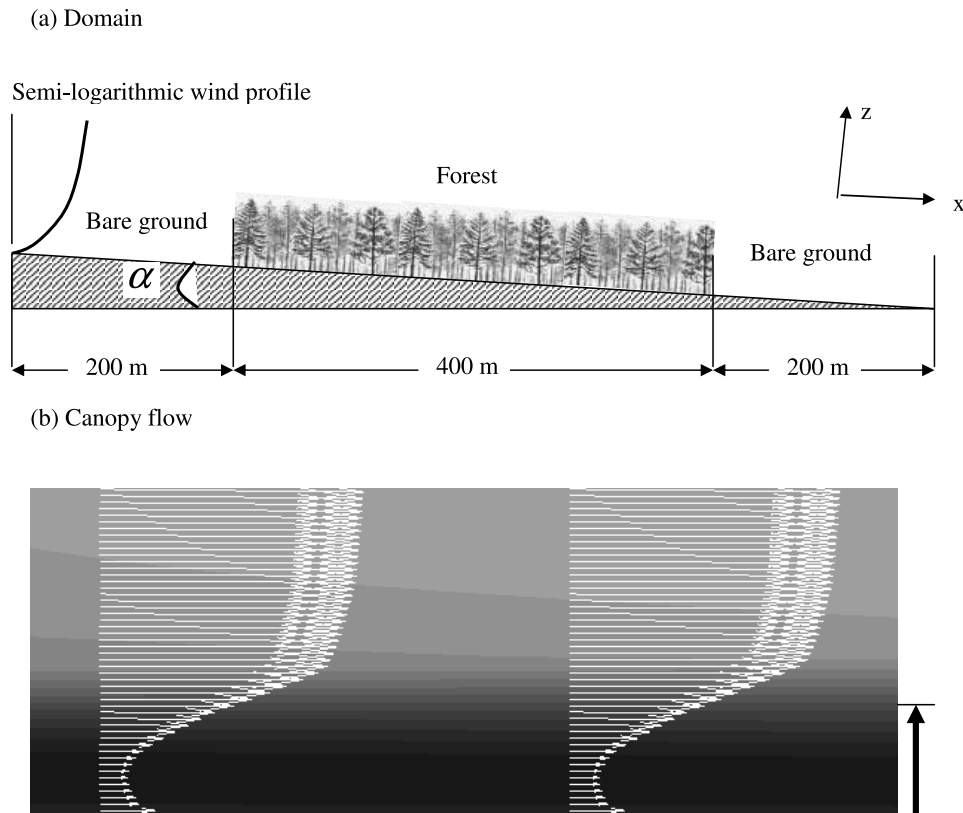 (a) Domain
Semi-logarithmic wind profile
z
Forest
x
Bare ground
Bare ground
α
200 m
400 m
200 m
(b) Canopy flow